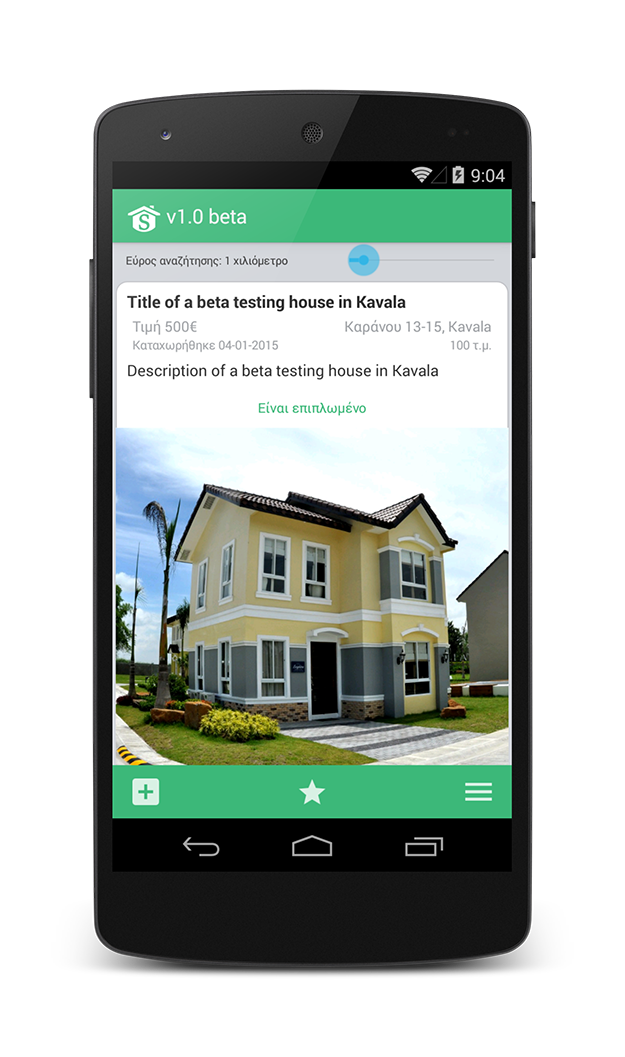 9:04
S v1.0 beta
Εύρος αναζήτησης: 1 χιλιόμετρο
Title of a beta testing house in Kavala
Τιμή 500€ Καράνου 13-15, Kavala
Καταχωρήθηκε 04-01-2015 100 τ.μ.
Description of a beta testing house in Kavala
Είναι επιπλωμένο